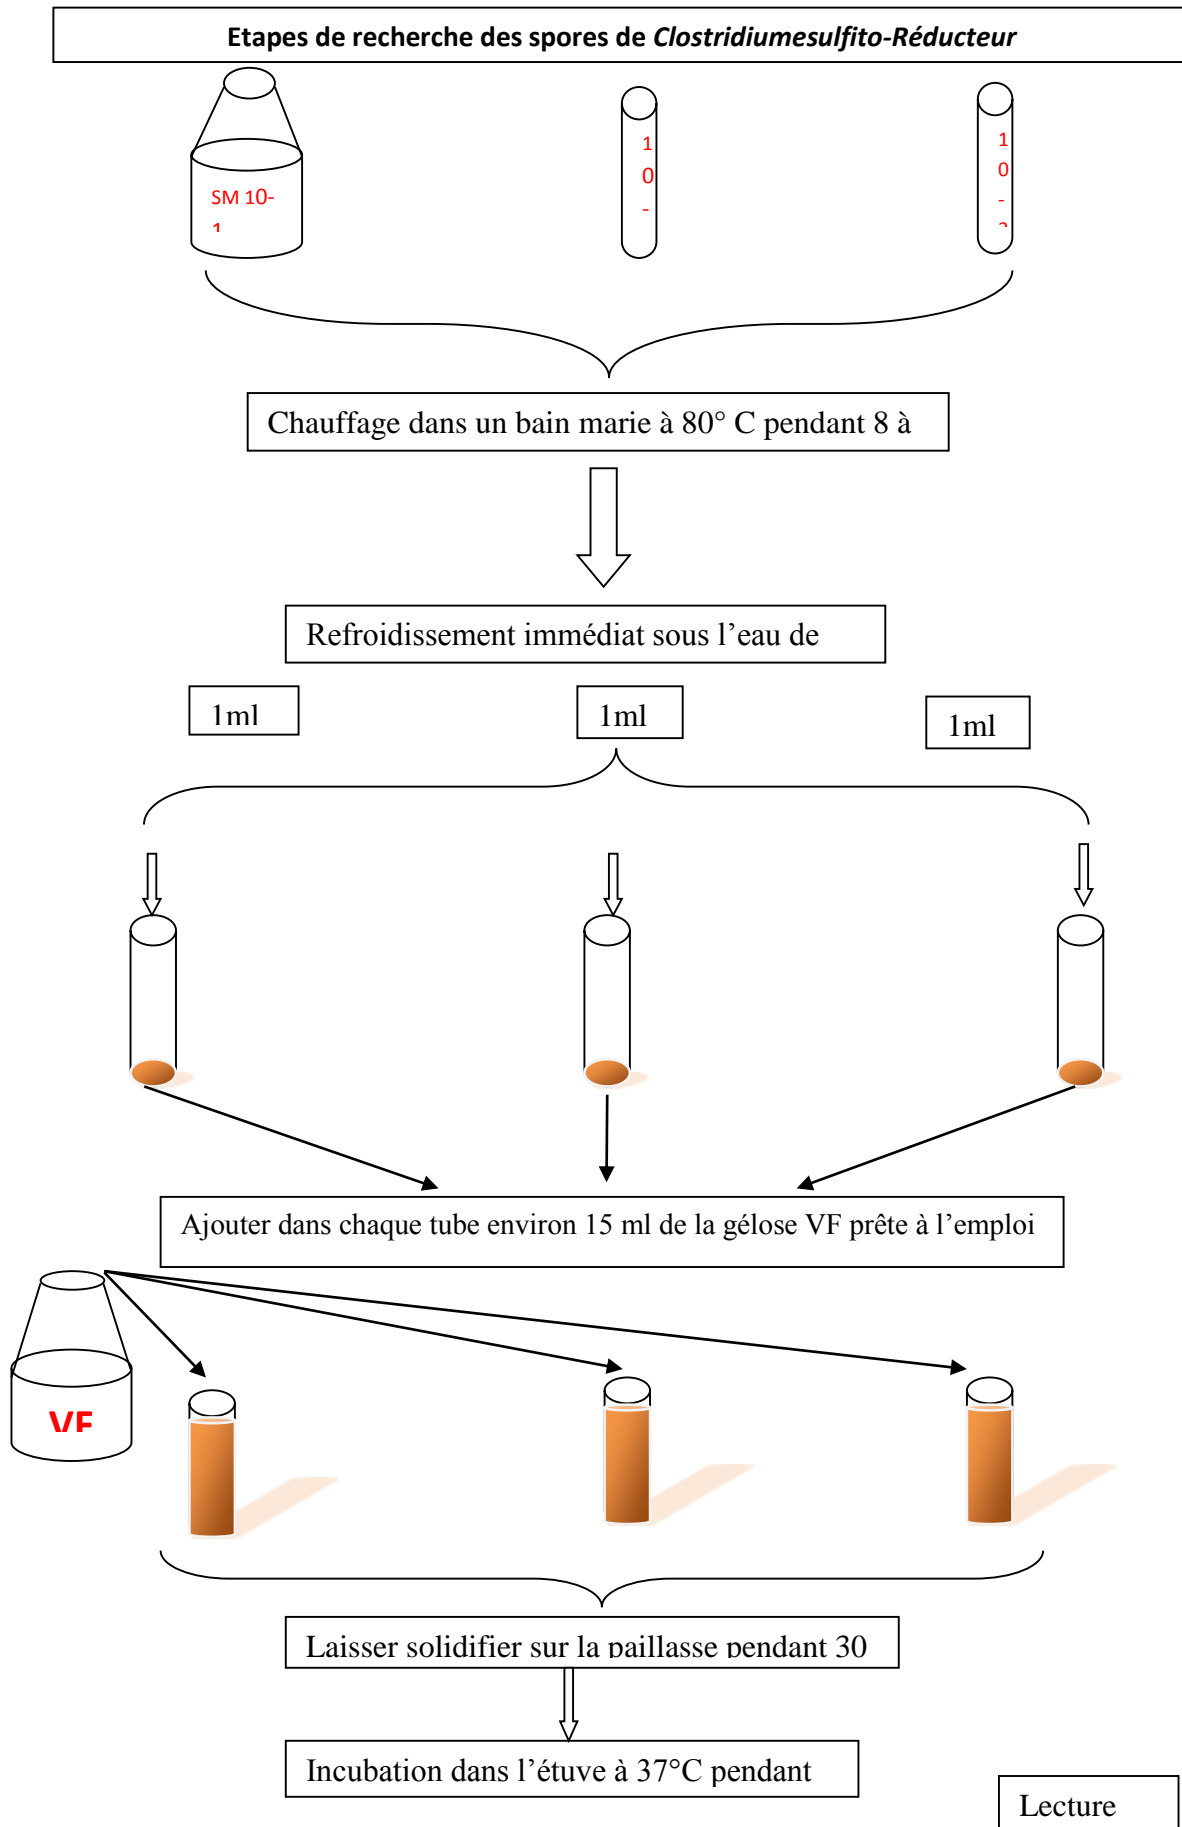 Etapes de recherche des spores de Clostridiumesulfito-Réducteur
SM 10-
1
1
0
-
1
0
-
Chauffage dans un bain marie à 80° C pendant 8 à
Refroidissement immédiat sous l’eau de
1ml
1ml
1ml
Ajouter dans chaque tube environ 15 ml de la gélose VF prête à l’emploi
VF
Laisser solidifier sur la paillasse pendant 30
Incubation dans l’étuve à 37°C pendant
Lecture